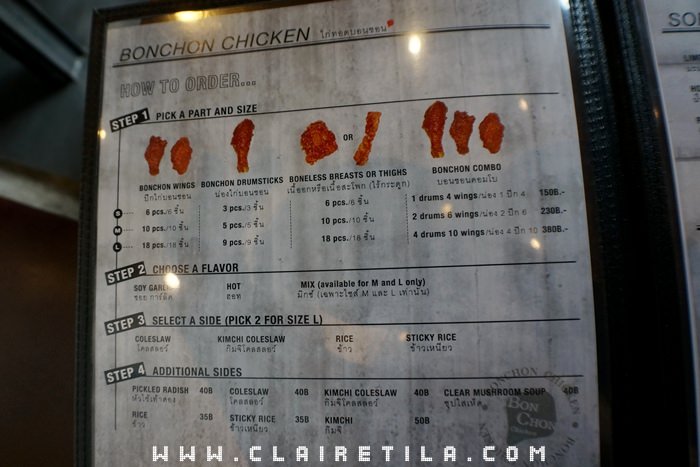 BONCHON CHICKEN ไก่ทอดบอนชอน
HOW TO ORDER...
STEP 1 PICK A PART AND SIZE
OR
BONCHON WINGS BONCHON DRUMSTICKS BONELESS BREASTS OR THIGHS BONCHON COMBO
ปีกไก่บอนชอน น่องไก่บอนชอน เนื้ออกหรือเนื้อสะโพก (ไร้กระดูก) บอนชอนคอมโบ
S 6 pcs./6 ชิ้น 3 pcs./3 ชิ้น 6 pcs./6 ชิ้น 1 drums 4 wings/น่อง 1 ปีก 4 150B.-
M 10 pcs./10 ชิ้น 5 pcs./5 ชิ้น 10 pcs./10 ชิ้น 2 drums 6 wings/น่อง 2 ปีก 6 230B.-
L 18 pcs./18 ชิ้น 9 pcs./9 ชิ้น 18 pcs./18 ชิ้น 4 drums 10 wings/น่อง 4 ปีก 10 380B.-
STEP 2 CHOOSE A FLAVOR
SOY GARLIC HOT MIX (available for M and L only)
ซอย การ์ลิค ฮอท มิกซ์ (เฉพาะไซส์ M และ L เท่านั้น)
STEP 3 SELECT A SIDE (PICK 2 FOR SIZE L)
COLESLAW KIMCHI COLESLAW RICE STICKY RICE
โคลสลอว์ กิมจิโคลสลอว์ ข้าว ข้าวเหนียว
STEP 4 ADDITIONAL SIDES
PICKLED RADISH 40B COLESLAW 40B KIMCHI COLESLAW 40B CLEAR MUSHROOM SOUP 40B
หัวไชเท้าดอง โคลสลอว์ กิมจิโคลสลอว์ ซุปใสเห็ด
RICE 35B STICKY RICE 35B KIMCHI 50B
ข้าว ข้าวเหนียว กิมจิ
BONCHON CHICKEN
BON CHON
SO
WWW.CLAIRETILA.COM